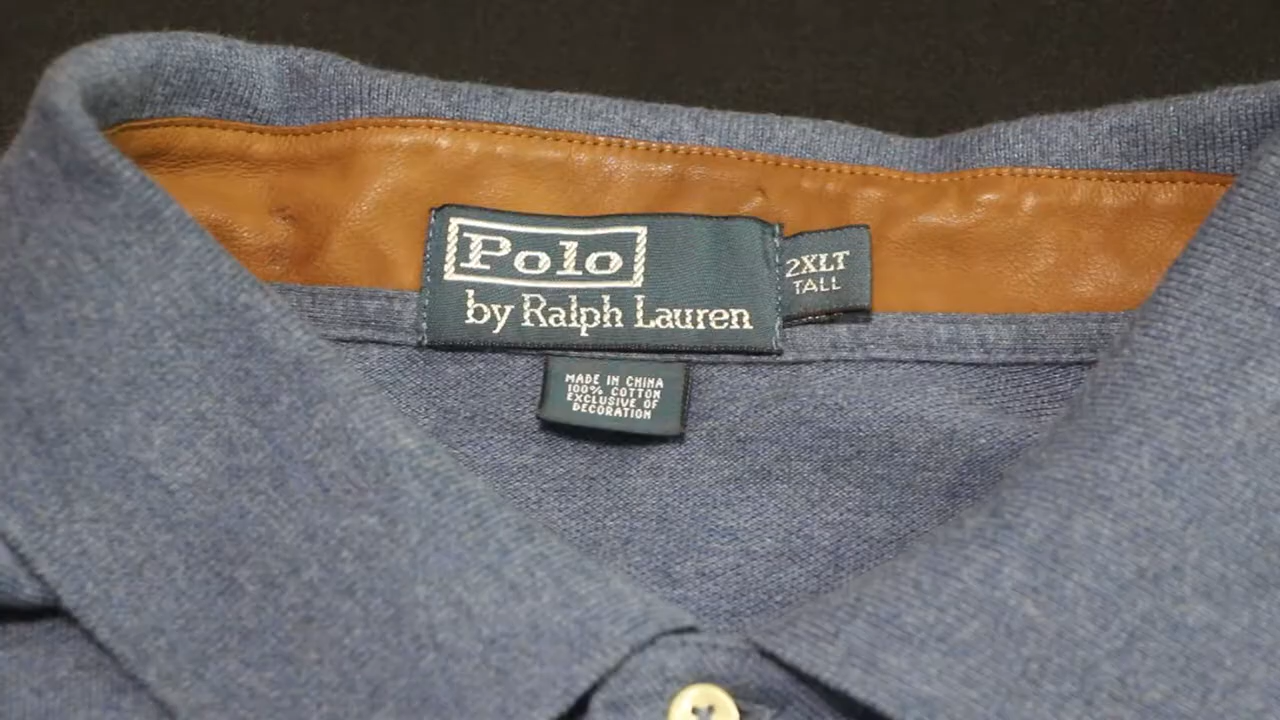 Polo
by Ralph Lauren
2XLT
TALL
MADE IN CHINA
100% COTTON
EXCLUSIVE OF
DECORATION